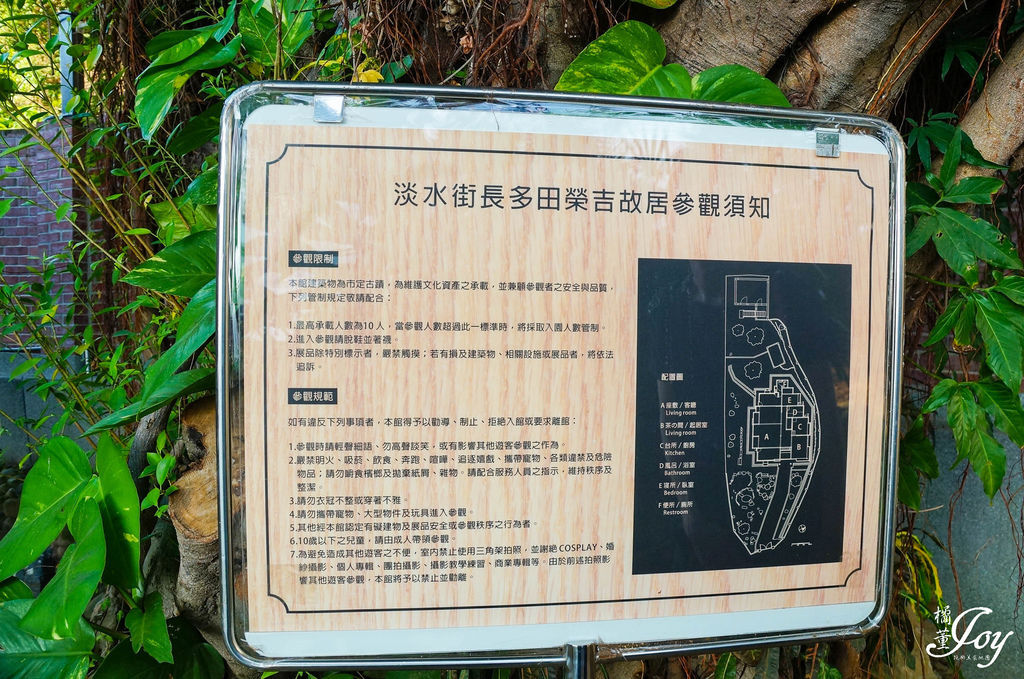 淡水街長多田榮吉故居參觀須知
參觀限制
本館建築物為市定古蹟，為維護文化資產之承載，並兼顧參觀者之安全與品質，
下列管制規定敬請配合：
1.最高承載人數為10人，當參觀人數超過此一標準時，將採取入園人數管制。
2.進入參觀請脫鞋並著襪。
3.展品除特別標示者，嚴禁觸摸；若有損及建築物、相關設施或展品者，將依法
追訴。
參觀規範
如有違反下列事項者，本館得予以勸導、制止、拒絕入館或要求離館：
1.參觀時請輕聲細語、勿高聲談笑，或有影響其他遊客參觀之作為。
2.嚴禁明火、吸菸、飲食、奔跑、喧嘩、追逐嬉戲、攜帶寵物、各類違禁及危險
物品；請勿嚼食檳榔及拋棄紙屑、雜物。請配合服務人員之指示，維持秩序及
整潔。
3.請勿衣冠不整或穿著不雅。
4.請勿攜帶寵物、大型物件及玩具進入參觀。
5.其他經本館認定有礙建物及展品安全或參觀秩序之行為者。
6.10歲以下之兒童，請由成人帶領參觀。
7.為避免造成其他遊客之不便，室內禁止使用三角架拍照，並謝絕COSPLAY、婚
紗攝影、個人專輯、團拍攝影、攝影教學練習、商業專輯等。由於前述拍照影
響其他遊客參觀，本館將予以禁止並勸離。
配置圖
A 座敷/客廳
Living room
B 茶の間/起居室
Living room
C 台所/廚房
Kitchen
D 風呂/浴室
Bathroom
E 寢所/臥室
Bedroom
F 便所/廁所
Restroom
E
D
C
A
B
橘董
Joy